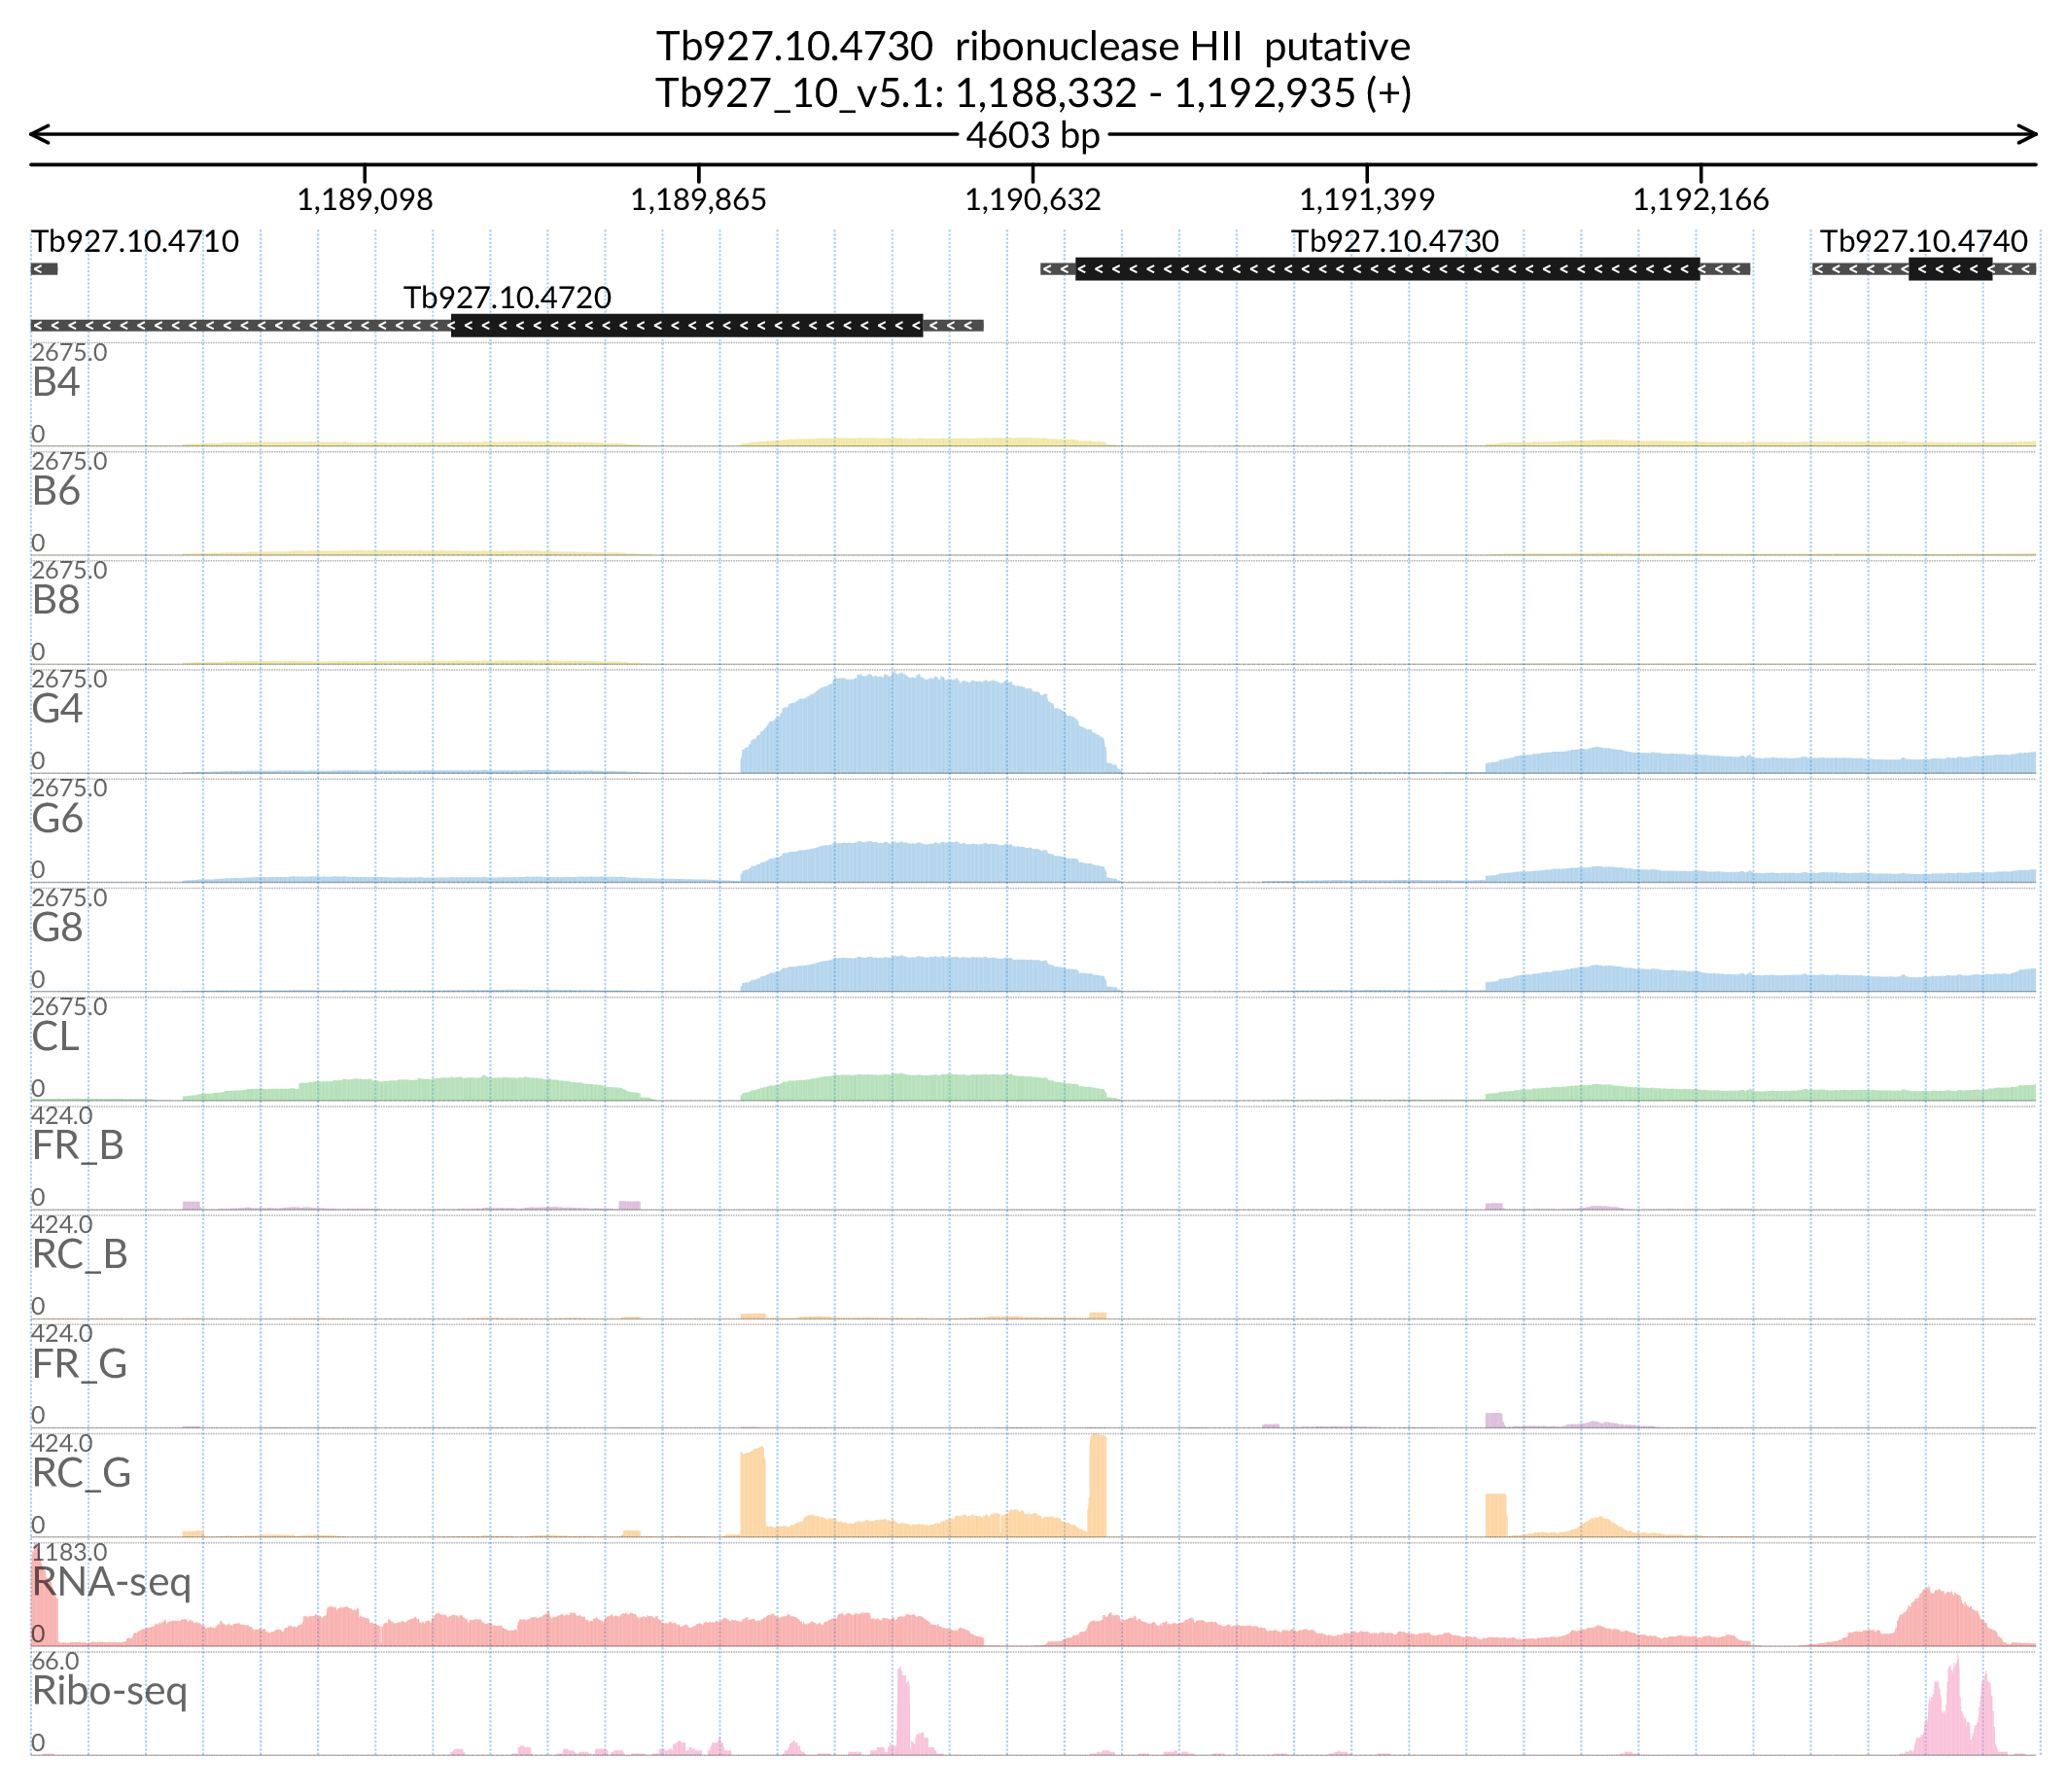 Tb927.10.4730  ribonuclease HII  putative
Tb927_10_v5.1: 1,188,332 - 1,192,935 (+)
4603 bp
1,189,098 1,189,865 1,190,632 1,191,399 1,192,166
Tb927.10.4710 Tb927.10.4730 Tb927.10.4740
Tb927.10.4720
2675.0
B4
0
2675.0
B6
0
2675.0
B8
0
2675.0
G4
0
2675.0
G6
0
2675.0
G8
0
2675.0
CL
0
424.0
FR_B
0
424.0
RC_B
0
424.0
FR_G
0
424.0
RC_G
0
1183.0
RNA-seq
0
66.0
Ribo-seq
0